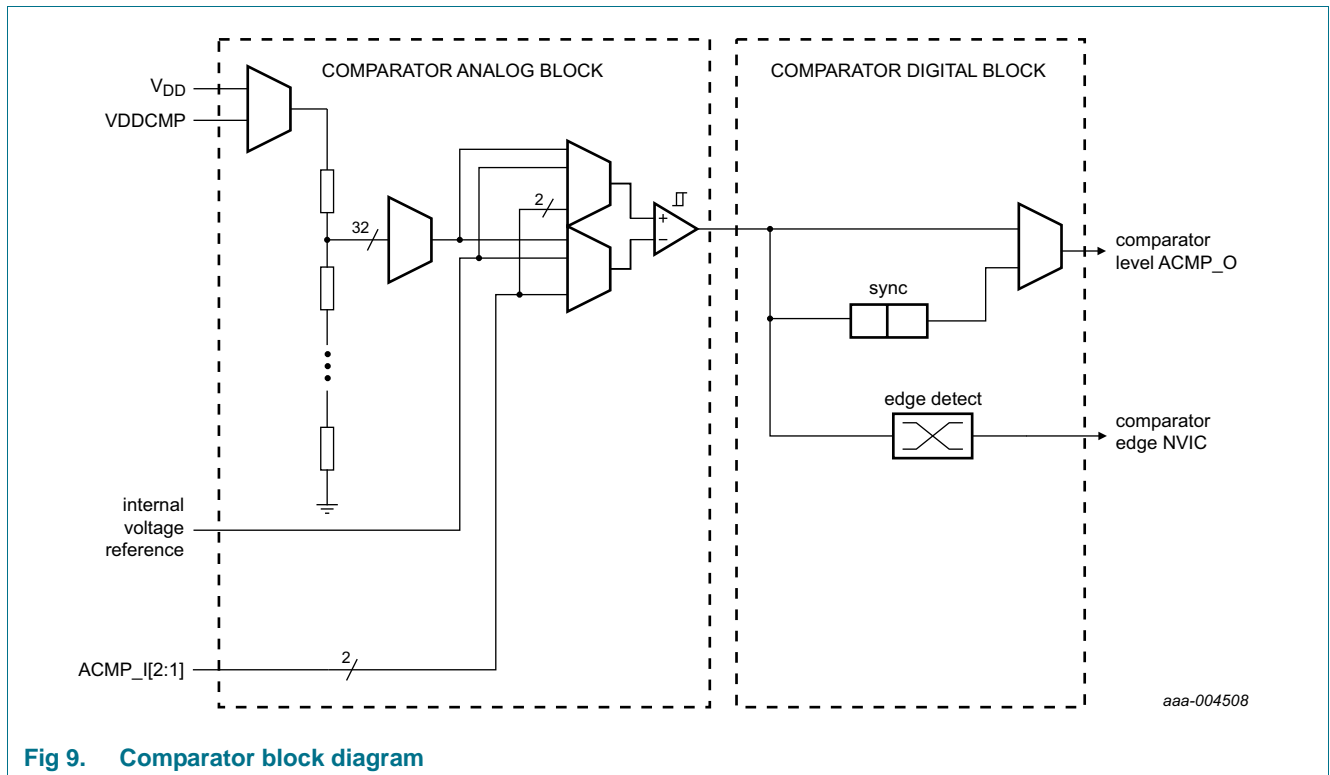 COMPARATOR ANALOG BLOCK
COMPARATOR DIGITAL BLOCK
VDD
VDDCMP
32
2
+
−
sync
edge detect
comparator
level ACMP_O
comparator
edge NVIC
internal
voltage
reference
ACMP_I[2:1]
2
aaa-004508
Fig 9. Comparator block diagram